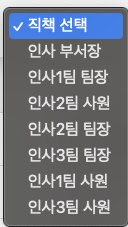 ✓ 직책 선택
인사 부서장
인사1팀 팀장
인사2팀 사원
인사2팀 팀장
인사3팀 팀장
인사1팀 사원
인사3팀 사원